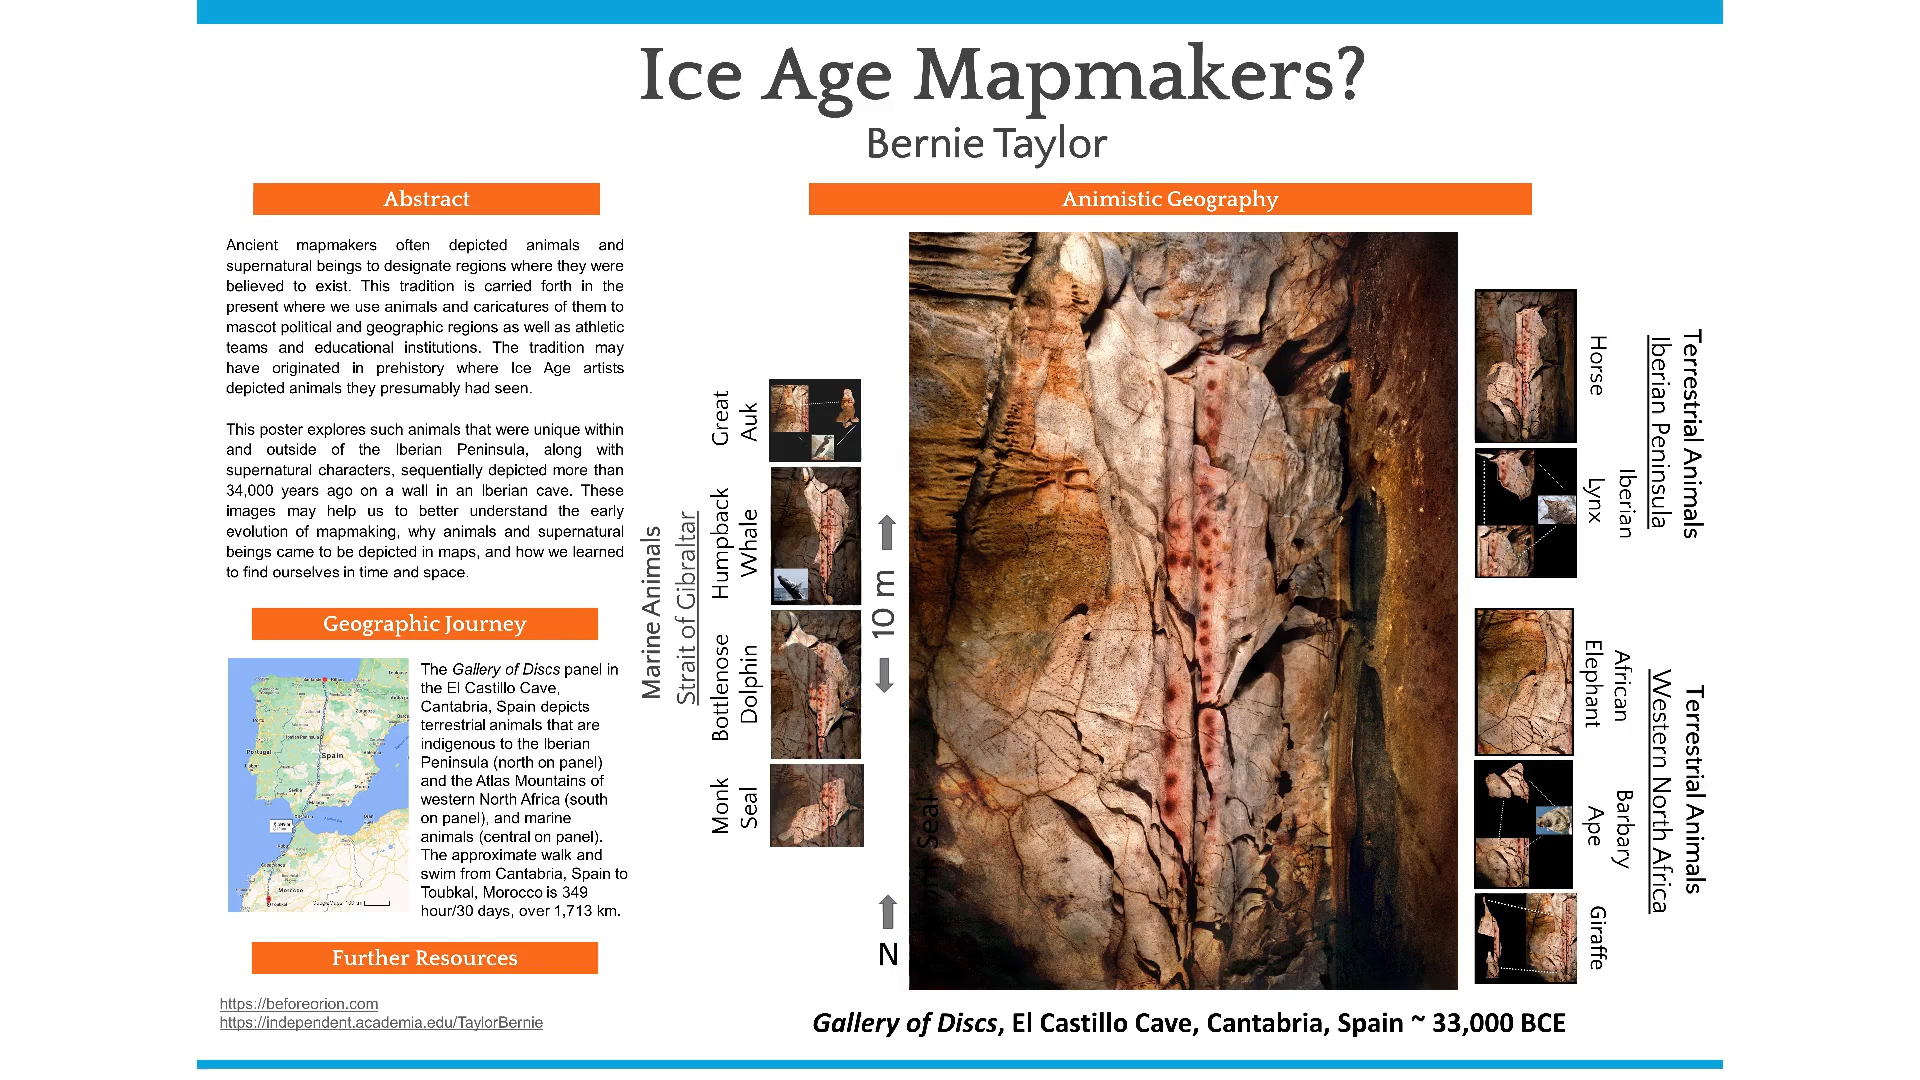 Ice Age Mapmakers?
Bernie Taylor
Abstract
Ancient mapmakers often depicted animals and
supernatural beings to designate regions where they were
believed to exist. This tradition is carried forth in the
present where we use animals and caricatures of them to
mascot political and geographic regions as well as athletic
teams and educational institutions. The tradition may
have originated in prehistory where Ice Age artists
depicted animals they presumably had seen.
This poster explores such animals that were unique within
and outside of the Iberian Peninsula, along with
supernatural characters, sequentially depicted more than
34,000 years ago on a wall in an Iberian cave. These
images may help us to better understand the early
evolution of mapmaking, why animals and supernatural
beings came to be depicted in maps, and how we learned
to find ourselves in time and space.
Geographic Journey
Portugal
Spain
Morocco
Toubkal
The Gallery of Discs panel in
the El Castillo Cave,
Cantabria, Spain depicts
terrestrial animals that are
indigenous to the Iberian
Peninsula (north on panel)
and the Atlas Mountains of
western North Africa (south
on panel), and marine
animals (central on panel).
The approximate walk and
swim from Cantabria, Spain to
Toubkal, Morocco is 349
hour/30 days, over 1,713 km.
Further Resources
https://beforeorion.com
https://independent.academia.edu/TaylorBernie
Animistic Geography
Marine Animals
Strait of Gibraltar
Great
Auk
Humpback
Whale
Bottlenose
Dolphin
Monk
Seal
10 m
N
Seal
Horse
Iberian
Lynx
Terrestrial Animals
Iberian Peninsula
African
Elephant
Barbary
Ape
Giraffe
Terrestrial Animals
Western North Africa
Gallery of Discs, El Castillo Cave, Cantabria, Spain ~ 33,000 BCE